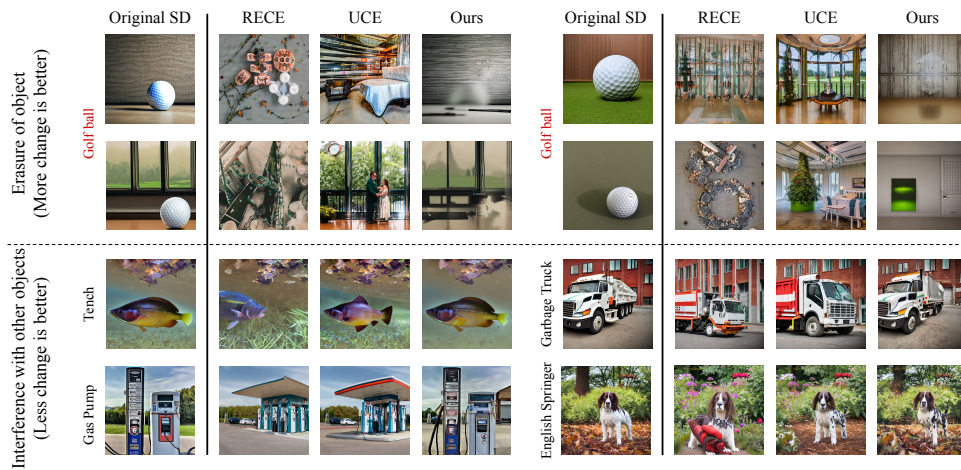 Original SD RECE UCE Ours Original SD RECE UCE Ours
Erasure of object
(More change is better)
Golf ball
Golf ball
Interference with other objects
(Less change is better)
Tench
Garbage Truck
Gas Pump
English Springer